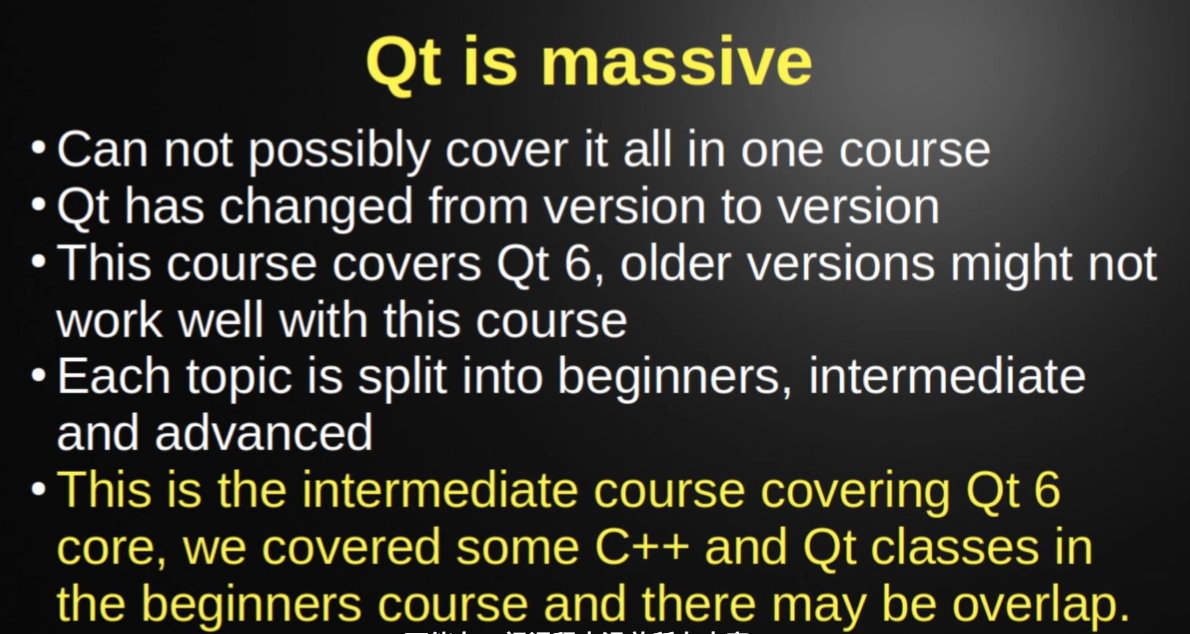 Qt is massive
• Can not possibly cover it all in one course
• Qt has changed from version to version
• This course covers Qt 6, older versions might not
work well with this course
• Each topic is split into beginners, intermediate
and advanced
• This is the intermediate course covering Qt 6
core, we covered some C++ and Qt classes in
the beginners course and there may be overlap.